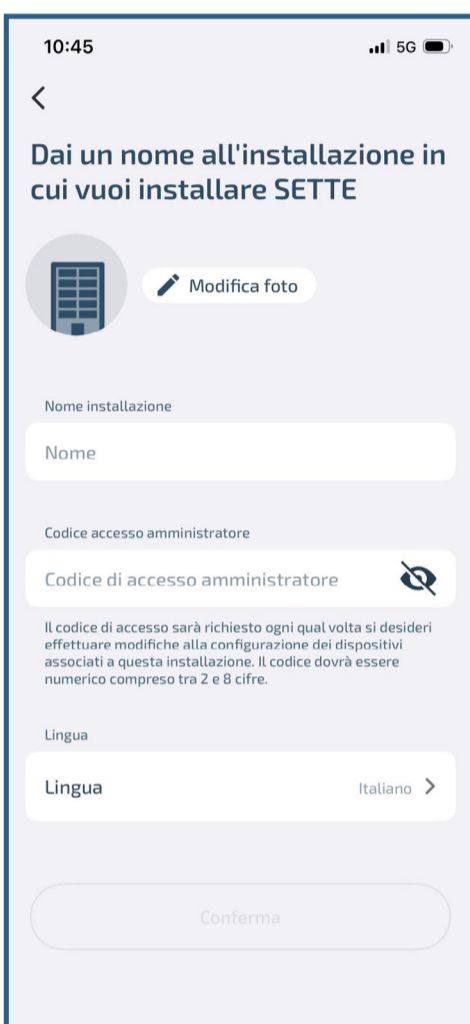 10:45
5G
Dai un nome all'installazione in
cui vuoi installare SETTE
Modifica foto
Nome installazione
Nome
Codice accesso amministratore
Codice di accesso amministratore
Il codice di accesso sarà richiesto ogni qual volta si desideri
effettuare modifiche alla configurazione dei dispositivi
associati a questa installazione. Il codice dovrà essere
numerico compreso tra 2 e 8 cifre.
Lingua
Lingua
Italiano
Conferma